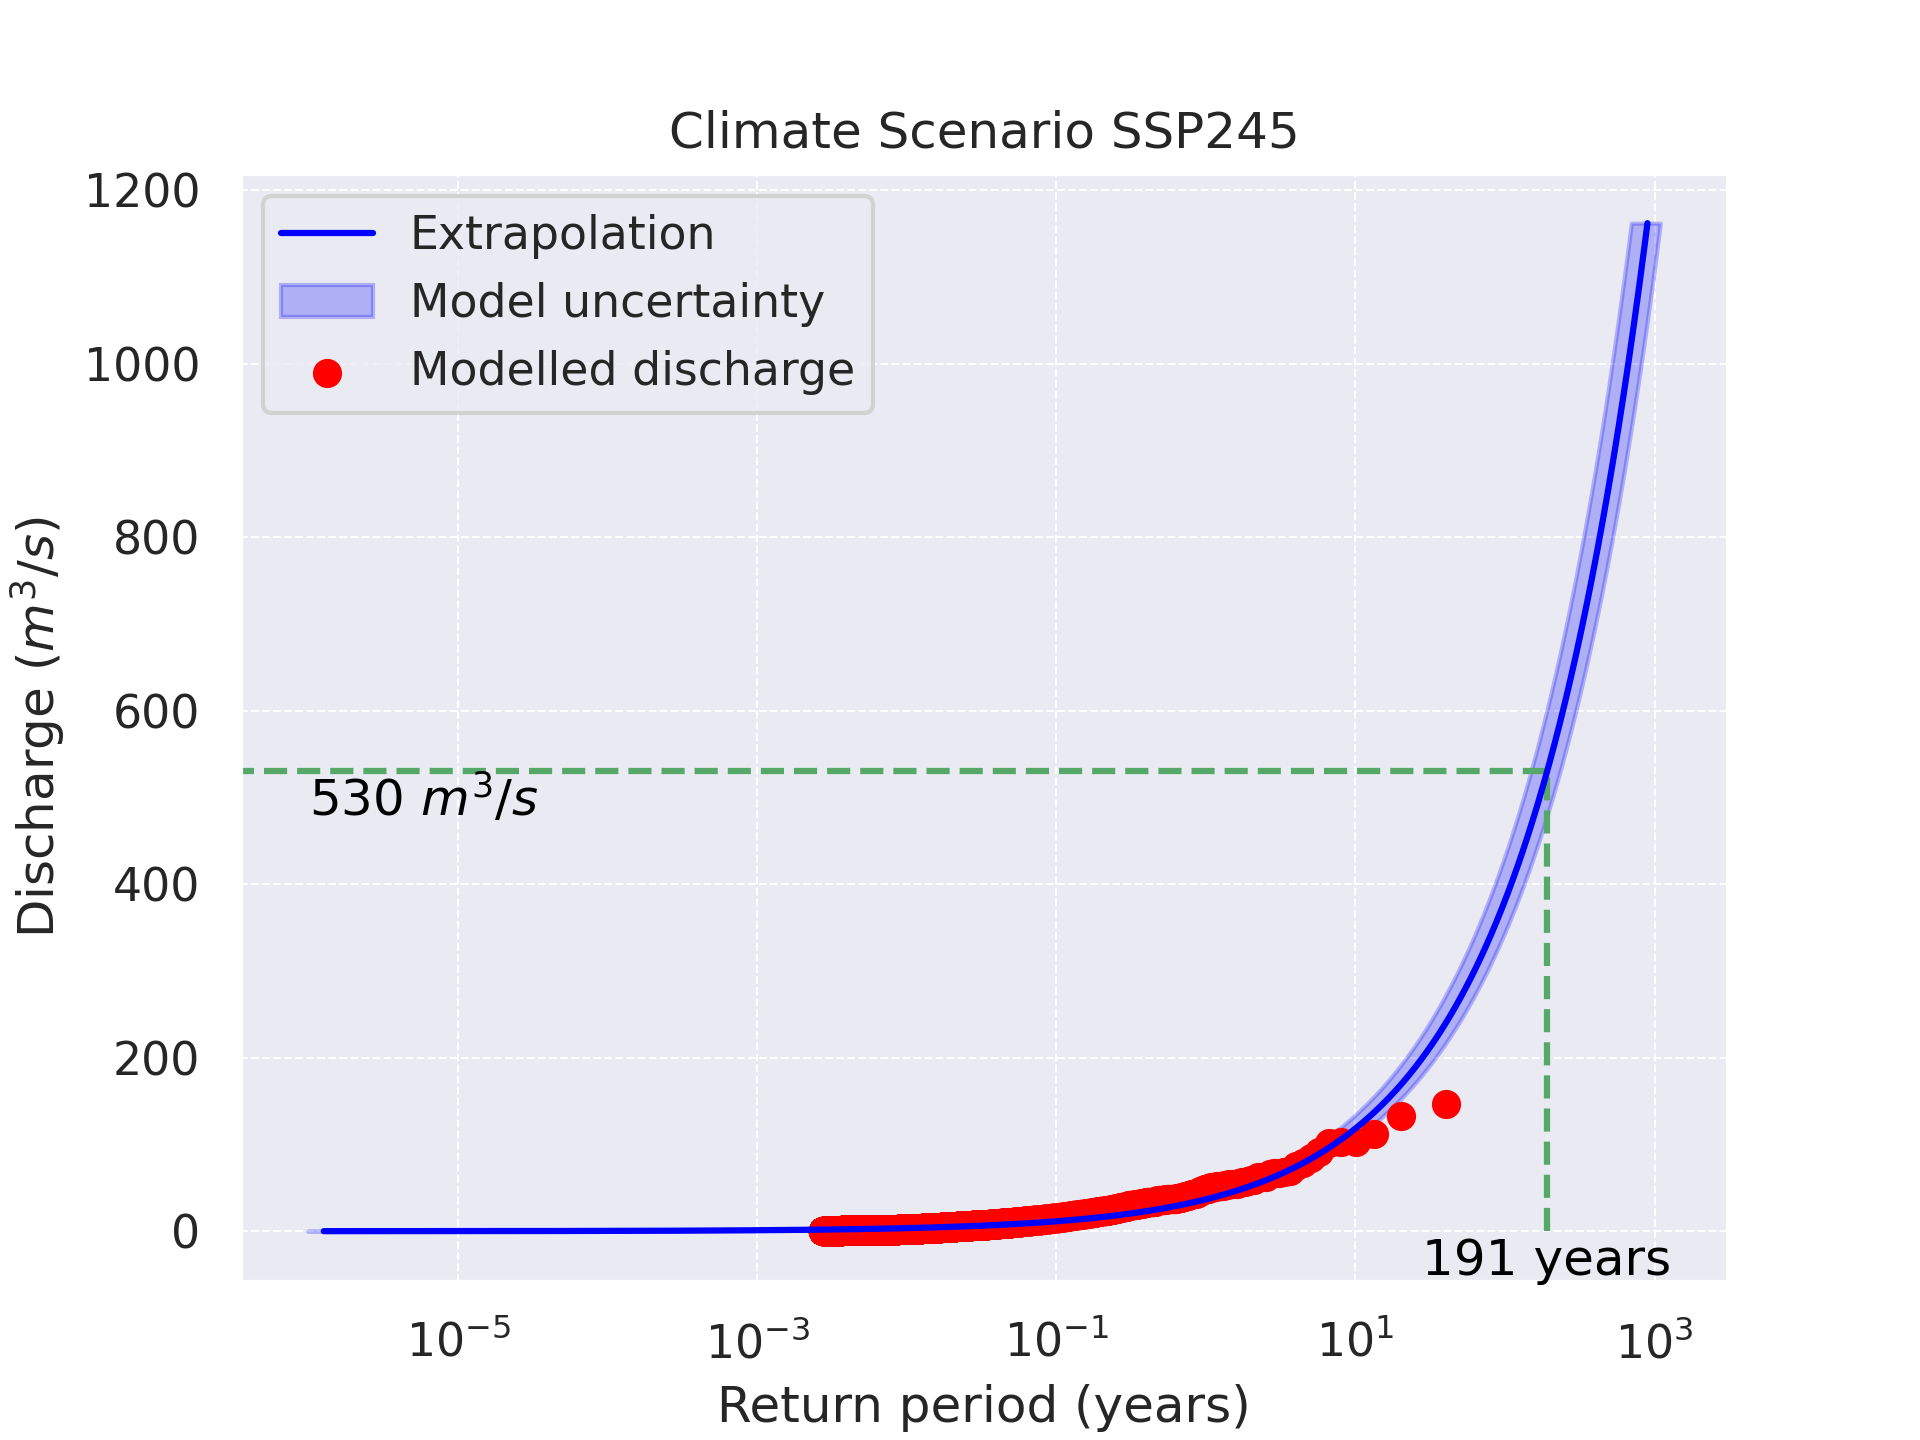 Climate Scenario SSP245
1200
1000
800
600
400
200
0
Discharge (m³/s)
Extrapolation
Model uncertainty
Modelled discharge
530 m³/s
191 years
10⁻⁵
10⁻³
10⁻¹
10¹
10³
Return period (years)